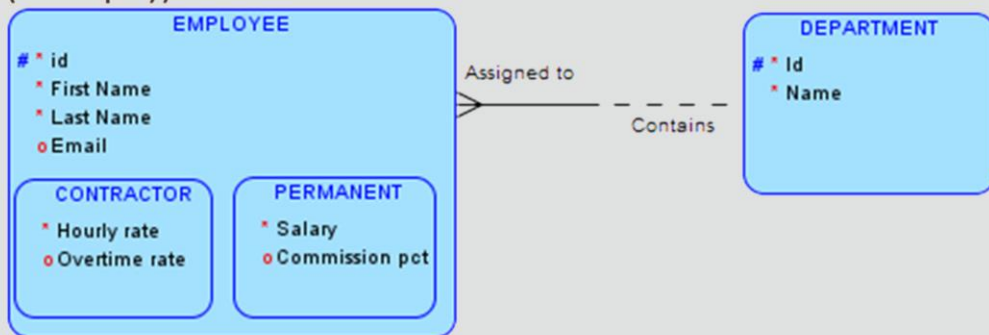 EMPLOYEE
# * id
* First Name
* Last Name
o Email
CONTRACTOR
* Hourly rate
o Overtime rate
PERMANENT
* Salary
o Commission pct
Assigned to
Contains
DEPARTMENT
# * Id
* Name